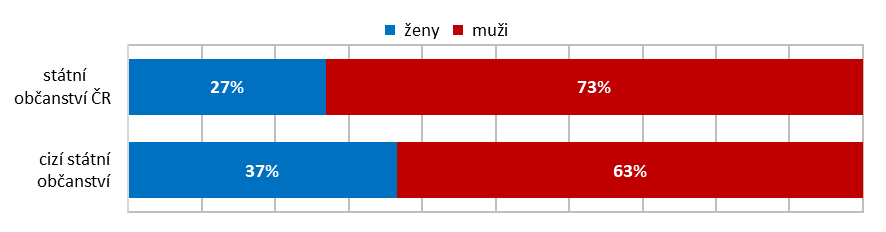 ženy muži
státní
občanství ČR
27% 73%
cizí státní
občanství
37% 63%